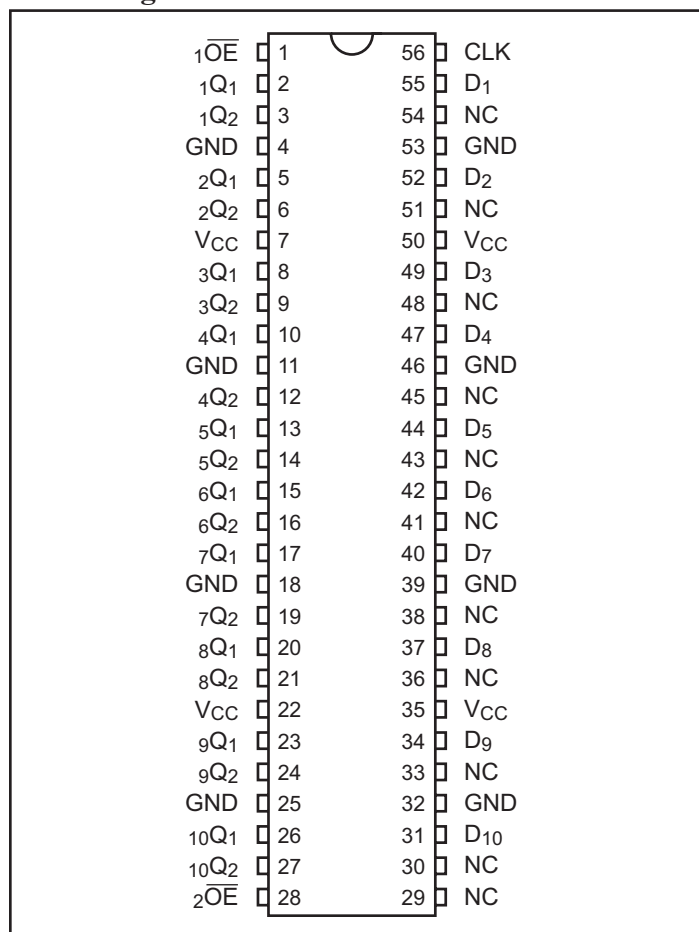 1OE 1 56 CLK
1Q1 2 55 D1
1Q2 3 54 NC
GND 4 53 GND
2Q1 5 52 D2
2Q2 6 51 NC
VCC 7 50 VCC
3Q1 8 49 D3
3Q2 9 48 NC
4Q1 10 47 D4
GND 11 46 GND
4Q2 12 45 NC
5Q1 13 44 D5
5Q2 14 43 NC
6Q1 15 42 D6
6Q2 16 41 NC
7Q1 17 40 D7
GND 18 39 GND
7Q2 19 38 NC
8Q1 20 37 D8
8Q2 21 36 NC
VCC 22 35 VCC
9Q1 23 34 D9
9Q2 24 33 NC
GND 25 32 GND
10Q1 26 31 D10
10Q2 27 30 NC
2OE 28 29 NC